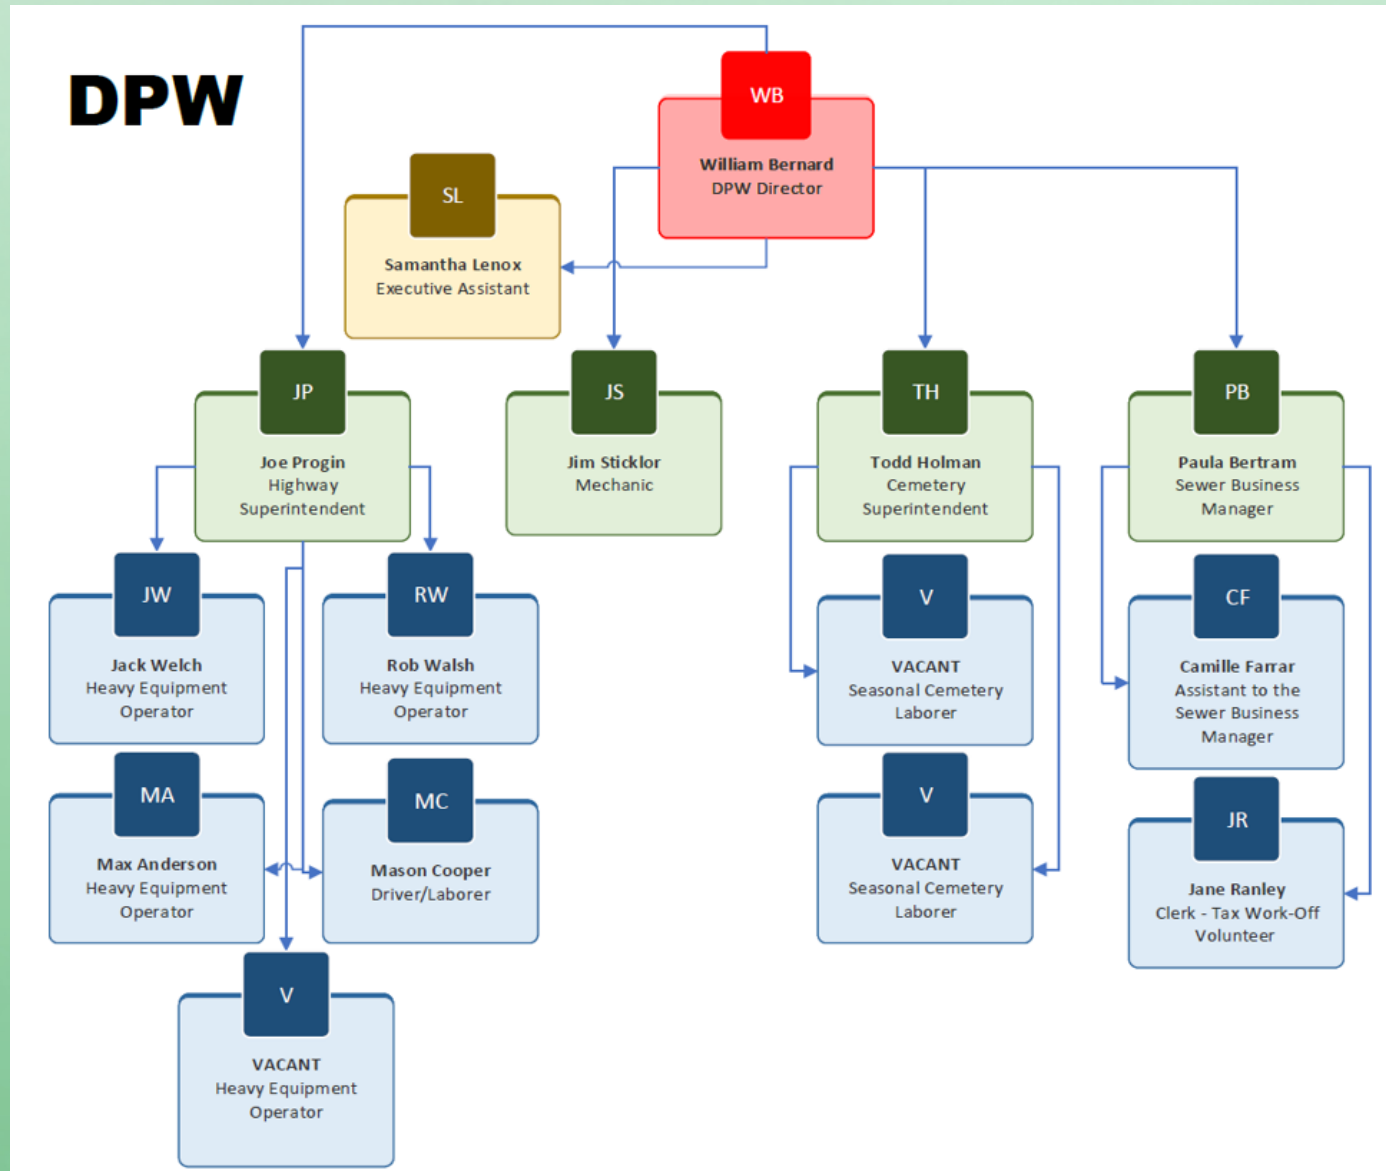 DPW
WB
William Bernard
DPW Director
SL
Samantha Lenox
Executive Assistant
JP
Joe Progin
Highway
Superintendent
JS
Jim Sticklor
Mechanic
TH
Todd Holman
Cemetery
Superintendent
PB
Paula Bertram
Sewer Business
Manager
JW
Jack Welch
Heavy Equipment
Operator
RW
Rob Walsh
Heavy Equipment
Operator
V
VACANT
Seasonal Cemetery
Laborer
CF
Camille Farrar
Assistant to the
Sewer Business
Manager
MA
Max Anderson
Heavy Equipment
Operator
MC
Mason Cooper
Driver/Laborer
V
VACANT
Seasonal Cemetery
Laborer
JR
Jane Ranley
Clerk - Tax Work-Off
Volunteer
V
VACANT
Heavy Equipment
Operator